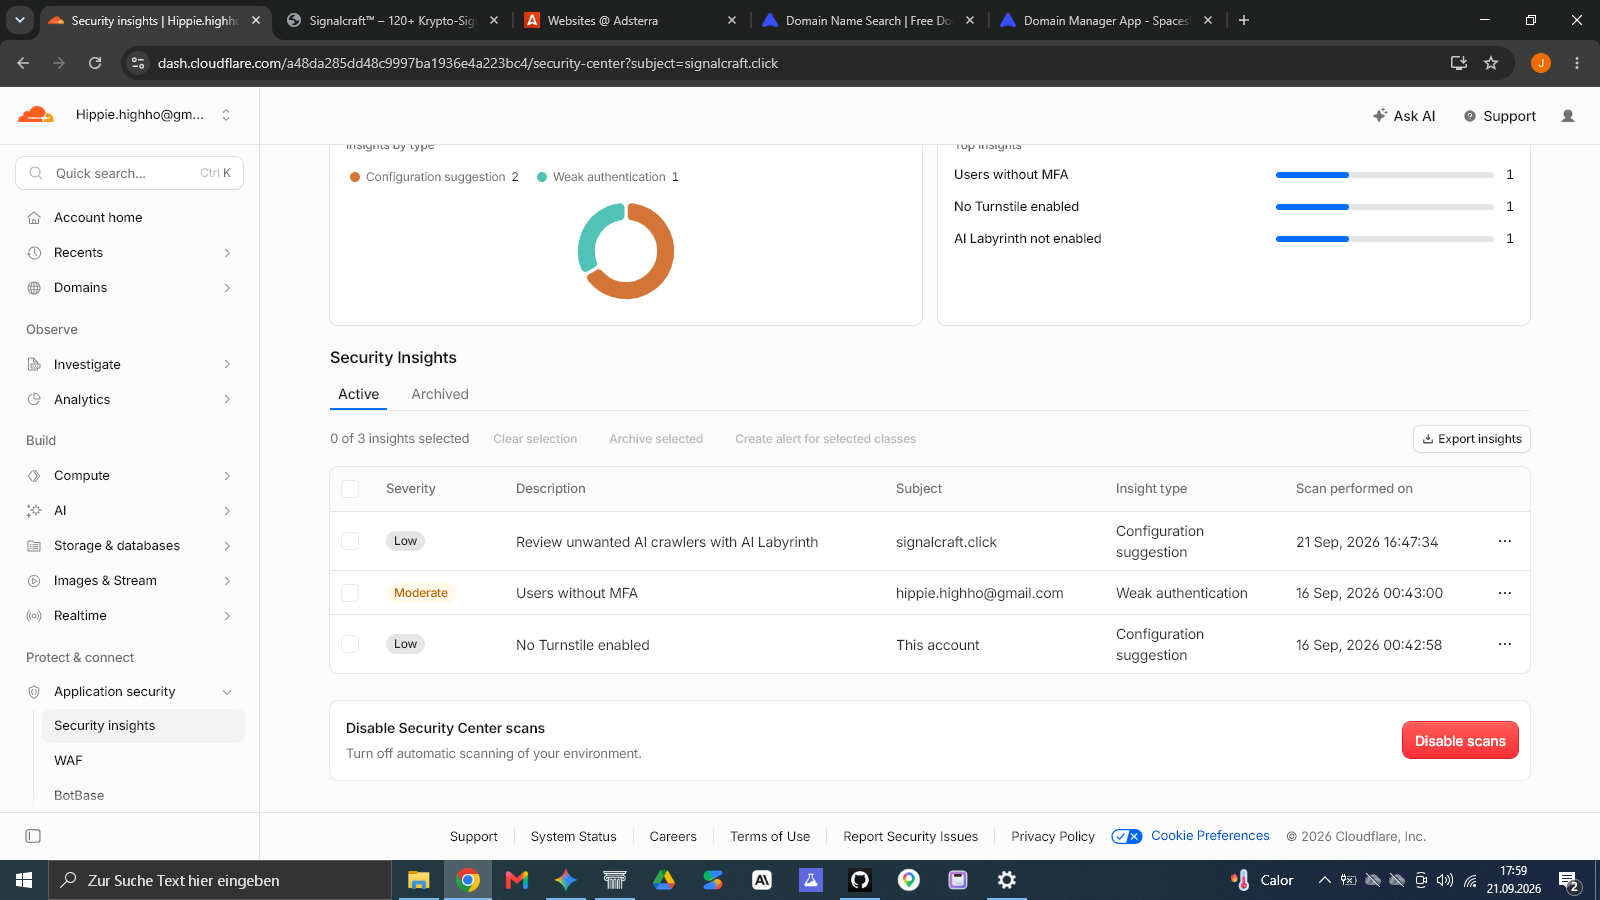 Security insights | Hippie.highh
Signalcraft™ – 120+ Krypto-Sig
Websites @ Adsterra
Domain Name Search | Free Do
Domain Manager App - Spaces
dash.cloudflare.com/a48da285dd48c9997ba1936e4a223bc4/security-center?subject=signalcraft.click
J
Hippie.highho@gm...
Ask AI
Support
Quick search...
Ctrl K
Account home
Recents
Domains
Observe
Investigate
Analytics
Build
Compute
AI
Storage & databases
Images & Stream
Realtime
Protect & connect
Application security
Security insights
WAF
BotBase
Insights by type
Configuration suggestion 2
Weak authentication 1
Top insights
Users without MFA 1
No Turnstile enabled 1
AI Labyrinth not enabled 1
Security Insights
Active
Archived
0 of 3 insights selected
Clear selection
Archive selected
Create alert for selected classes
Export insights
Severity Description Subject Insight type Scan performed on
Low Review unwanted AI crawlers with AI Labyrinth signalcraft.click Configuration suggestion 21 Sep, 2026 16:47:34
Moderate Users without MFA hippie.highho@gmail.com Weak authentication 16 Sep, 2026 00:43:00
Low No Turnstile enabled This account Configuration suggestion 16 Sep, 2026 00:42:58
Disable Security Center scans
Turn off automatic scanning of your environment.
Disable scans
Support
System Status
Careers
Terms of Use
Report Security Issues
Privacy Policy
Cookie Preferences
© 2026 Cloudflare, Inc.
Zur Suche Text hier eingeben
Calor
17:59
21.09.2026
2